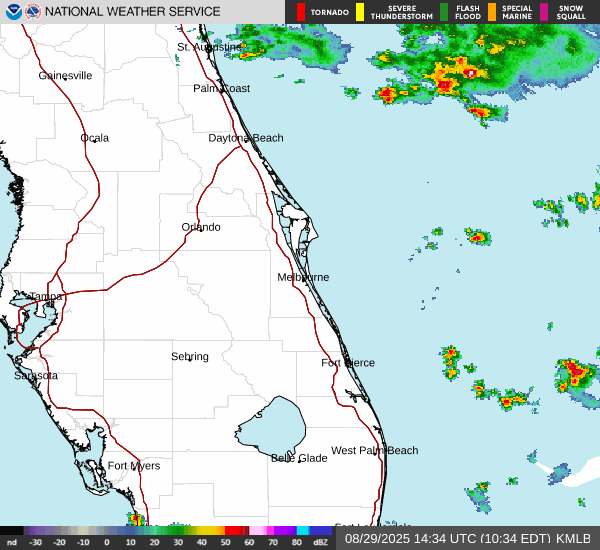 NATIONAL WEATHER SERVICE
TORNADO
SEVERE
THUNDERSTORM
FLASH
FLOOD
SPECIAL
MARINE
SNOW
SQUALL
St. Augustine
Gainesville
Palm Coast
Ocala
Daytona Beach
Orlando
Melbourne
Tampa
Sebring
Fort Pierce
Sarasota
West Palm Beach
Belle Glade
Fort Myers
nd -30 -20 -10 0 10 20 30 40 50 60 70 80 dBZ
08/29/2025 14:34 UTC (10:34 EDT) KMLB